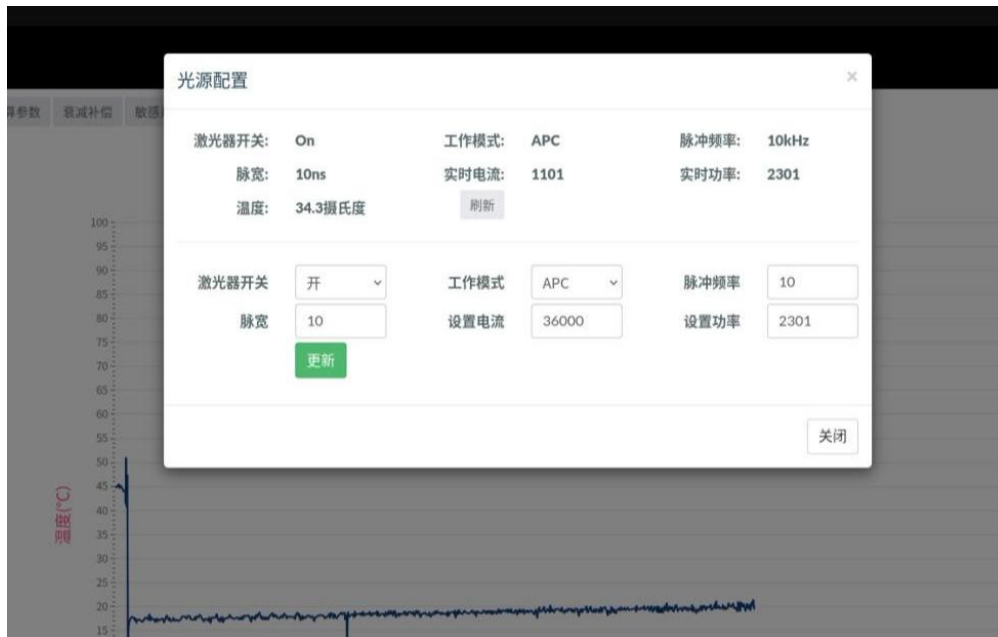 光源配置
×
算参数 衰减补偿 敏感
激光器开关: On 工作模式: APC 脉冲频率: 10kHz
脉宽: 10ns 实时电流: 1101 实时功率: 2301
温度: 34.3摄氏度 刷新
激光器开关 开 工作模式 APC 脉冲频率 10
脉宽 10 设置电流 36000 设置功率 2301
更新
关闭
100
95
90
85
80
75
70
65
60
55
50
45
40
35
30
25
20
15
温度(°C)